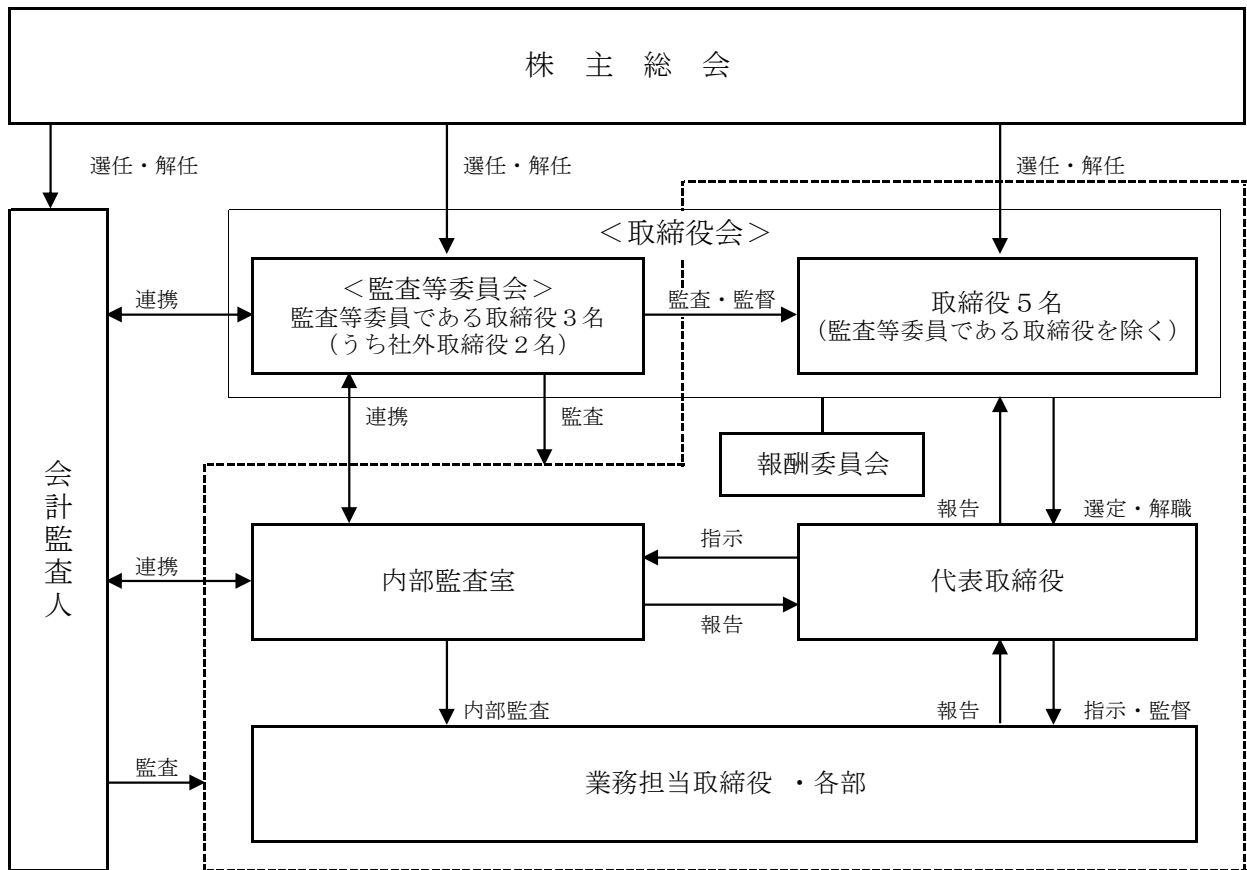 株 主 総 会
選任・解任
選任・解任
選任・解任
＜取締役会＞
連携
＜監査等委員会＞
監査等委員である取締役３名
（うち社外取締役２名）
監査・監督
取締役５名
（監査等委員である取締役を除く）
連携
監査
報酬委員会
会計監査人
報告
選定・解職
連携
内部監査室
指示
報告
代表取締役
内部監査
報告
指示・監督
監査
業務担当取締役 ・各部